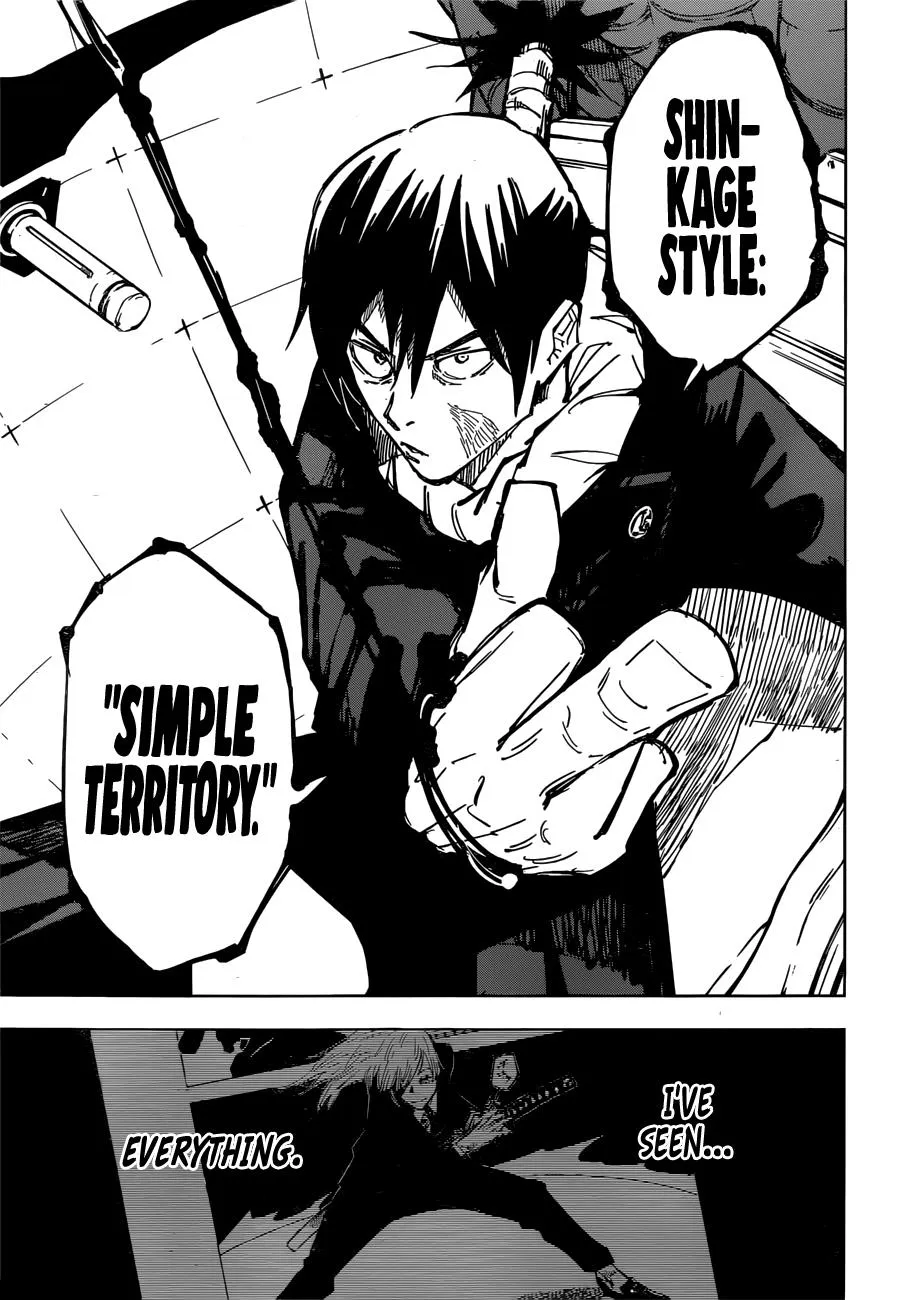 SHIN-
KAGE
STYLE:
"SIMPLE
TERRITORY."
I'VE
SEEN...
EVERYTHING.